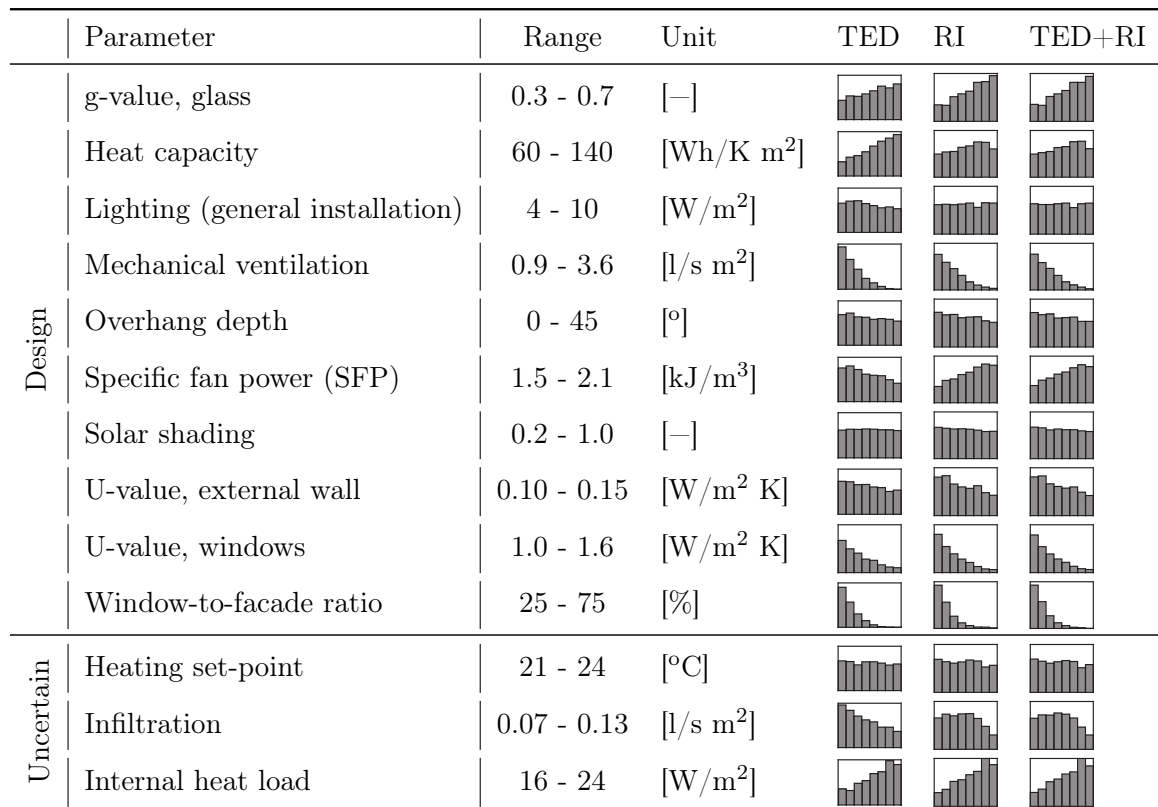 Parameter Range Unit TED RI TED+RI
Design
g-value, glass 0.3 - 0.7 [–]
Heat capacity 60 - 140 [Wh/K m²]
Lighting (general installation) 4 - 10 [W/m²]
Mechanical ventilation 0.9 - 3.6 [l/s m²]
Overhang depth 0 - 45 [º]
Specific fan power (SFP) 1.5 - 2.1 [kJ/m³]
Solar shading 0.2 - 1.0 [–]
U-value, external wall 0.10 - 0.15 [W/m² K]
U-value, windows 1.0 - 1.6 [W/m² K]
Window-to-facade ratio 25 - 75 [%]
Uncertain
Heating set-point 21 - 24 [ºC]
Infiltration 0.07 - 0.13 [l/s m²]
Internal heat load 16 - 24 [W/m²]